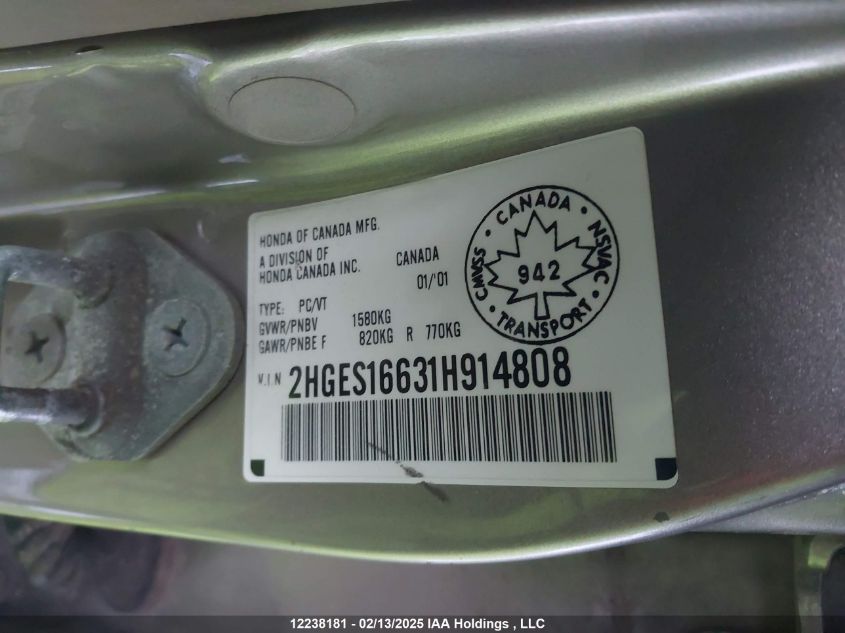 HONDA OF CANADA MFG.
A DIVISION OF
HONDA CANADA INC.
CANADA
01/01
TYPE: PC/VT
GVWR/PNBV 1580KG
GAWR/PNBE F 820KG R 770KG
V.I.N 2HGES16631H914808
• CANADA •
CMVSS NSVAC
942
• TRANSPORT •
12238181 - 02/13/2025 IAA Holdings , LLC